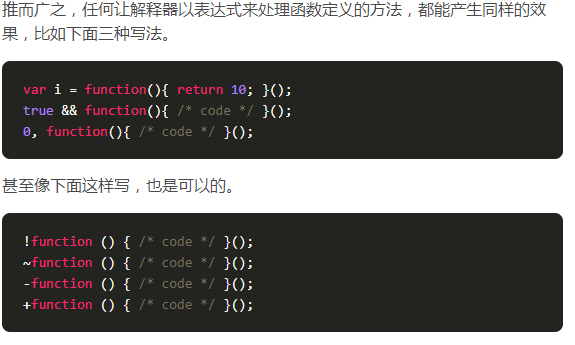 推而广之，任何让解释器以表达式来处理函数定义的方法，都能产生同样的效
果，比如下面三种写法。
var i = function(){ return 10; }();
true && function(){ /* code */ }();
0, function(){ /* code */ }();
甚至像下面这样写，也是可以的。
!function () { /* code */ }();
~function () { /* code */ }();
-function () { /* code */ }();
+function () { /* code */ }();